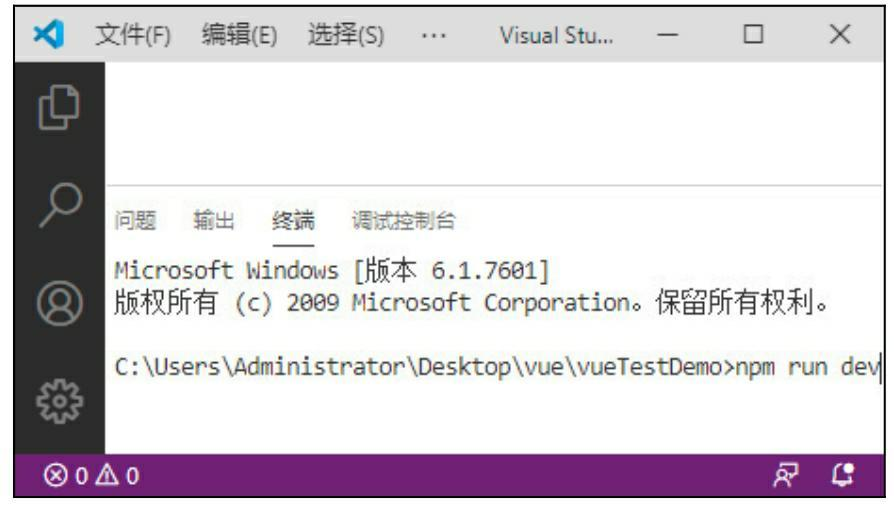 文件(F) 编辑(E) 选择(S) ··· Visual Stu...
问题 输出 终端 调试控制台
Microsoft Windows [版本 6.1.7601]
版权所有 (c) 2009 Microsoft Corporation。保留所有权利。
C:\Users\Administrator\Desktop\vue\vueTestDemo>npm run dev
0 0